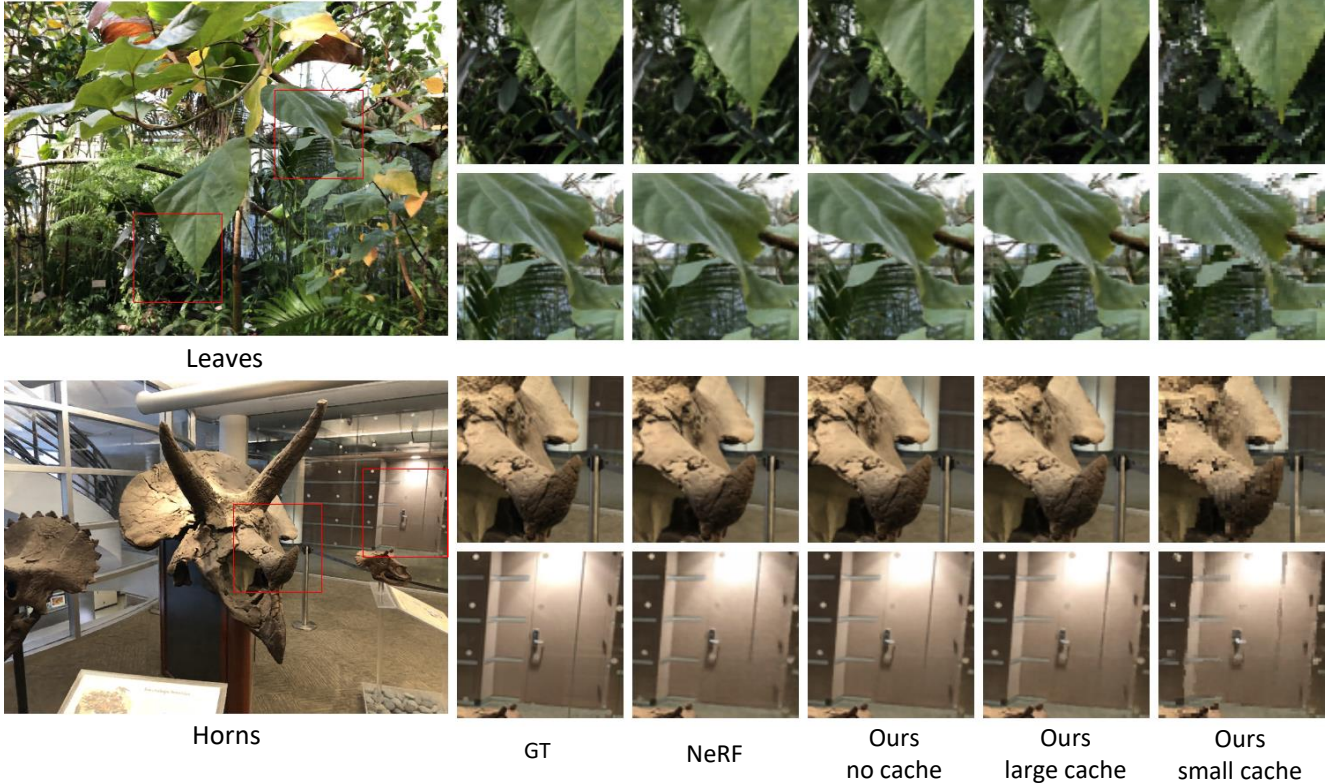 Leaves
Horns
GT
NeRF
Ours
no cache
Ours
large cache
Ours
small cache